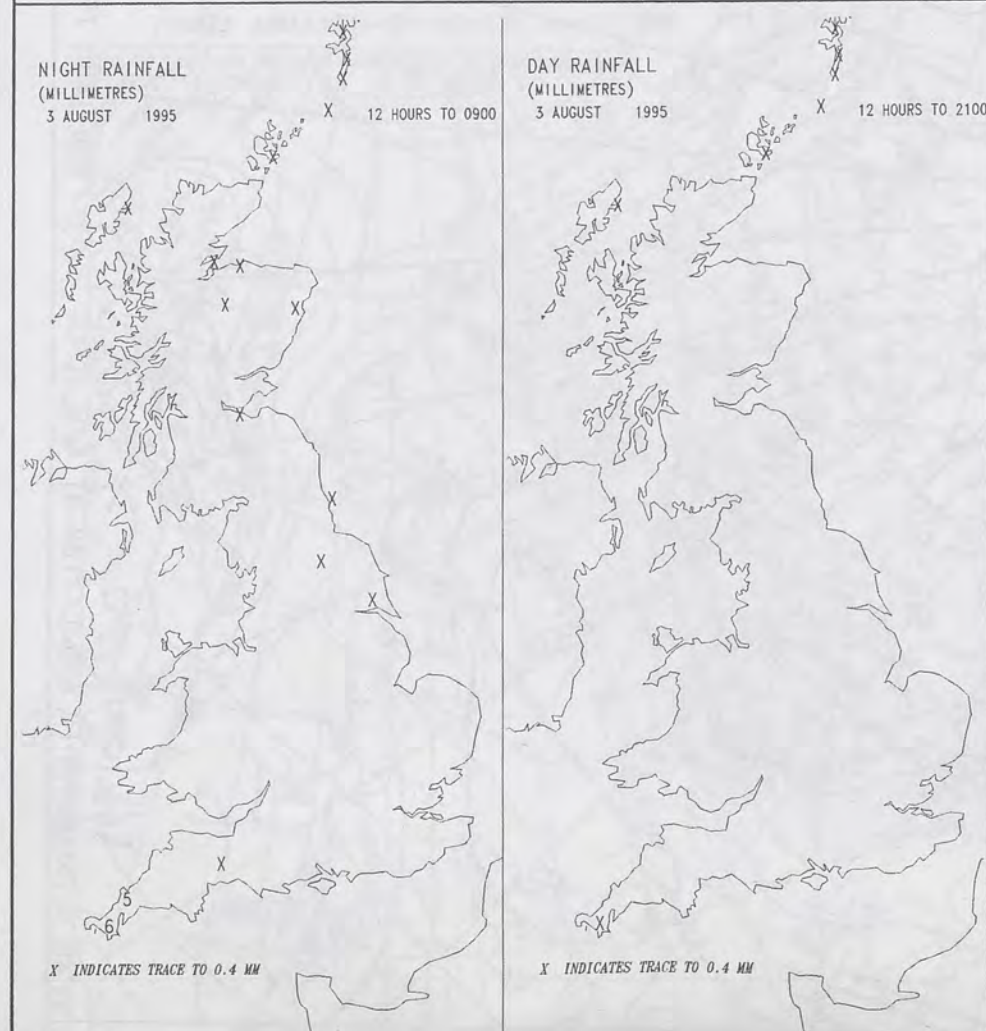 NIGHT RAINFALL
(MILLIMETRES)
3 AUGUST 1995
X 12 HOURS TO 0900
X
X
X
X
X
X
X
X
X
X
X
5
6
X INDICATES TRACE TO 0.4 MM
DAY RAINFALL
(MILLIMETRES)
3 AUGUST 1995
X 12 HOURS TO 2100
X
X
X
X INDICATES TRACE TO 0.4 MM